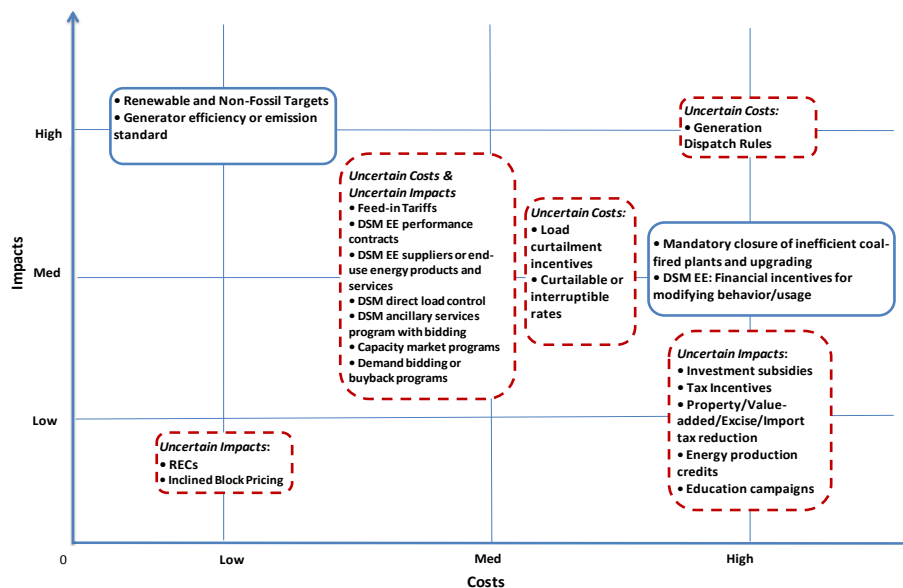 Impacts
High
Med
Low
0
• Renewable and Non-Fossil Targets
• Generator efficiency or emission
standard
Uncertain Costs:
• Generation
Dispatch Rules
Uncertain Costs &
Uncertain Impacts
• Feed-in Tariffs
• DSM EE performance
contracts
• DSM EE suppliers or end-
use energy products and
services
• DSM direct load control
• DSM ancillary services
program with bidding
• Capacity market programs
• Demand bidding or
buyback programs
Uncertain Costs:
• Load
curtailment
incentives
• Curtailable or
interruptible
rates
• Mandatory closure of inefficient coal-
fired plants and upgrading
• DSM EE: Financial incentives for
modifying behavior/usage
Uncertain Impacts:
• Investment subsidies
• Tax Incentives
• Property/Value-
added/Excise/Import
tax reduction
• Energy production
credits
• Education campaigns
Uncertain Impacts:
• RECs
• Inclined Block Pricing
Low
Med
High
Costs